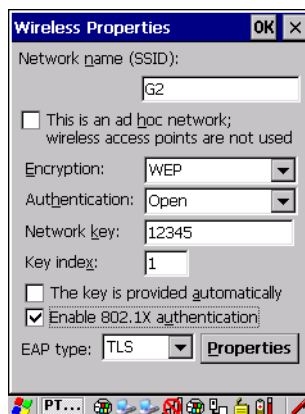 Wireless Properties OK ×
Network name (SSID):
G2
This is an ad hoc network;
wireless access points are not used
Encryption: WEP
Authentication: Open
Network key: 12345
Key index: 1
The key is provided automatically
Enable 802.1X authentication
EAP type: TLS Properties
PT...